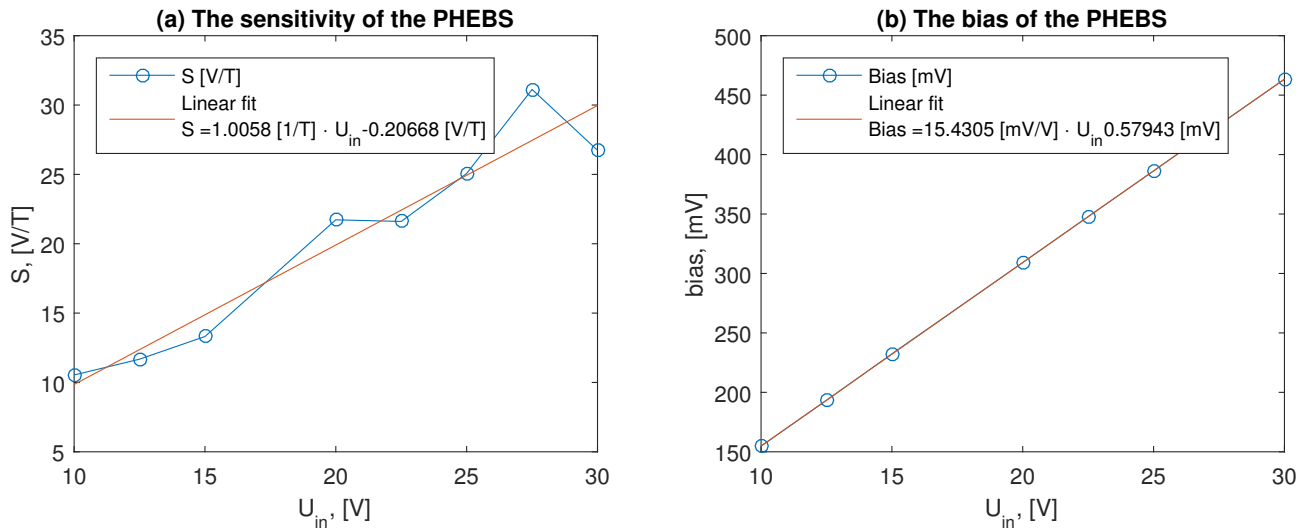 (a) The sensitivity of the PHEBS
35
30
25
20
15
10
5
S, [V/T]
S [V/T]
Linear fit
S =1.0058 [1/T] · U_in-0.20668 [V/T]
10 15 20 25 30
U_in, [V]
(b) The bias of the PHEBS
500
450
400
350
300
250
200
150
bias, [mV]
Bias [mV]
Linear fit
Bias =15.4305 [mV/V] · U_in0.57943 [mV]
10 15 20 25 30
U_in, [V]